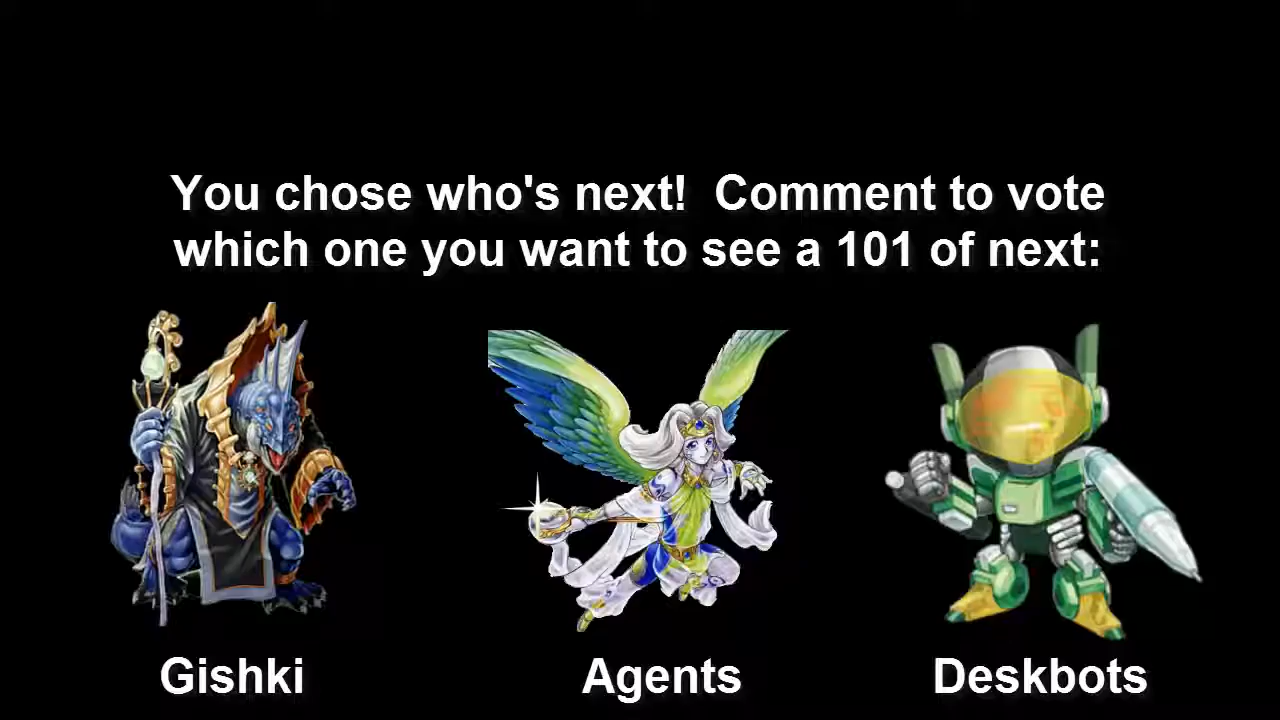 You chose who's next!  Comment to vote
which one you want to see a 101 of next:
Gishki
Agents
Deskbots